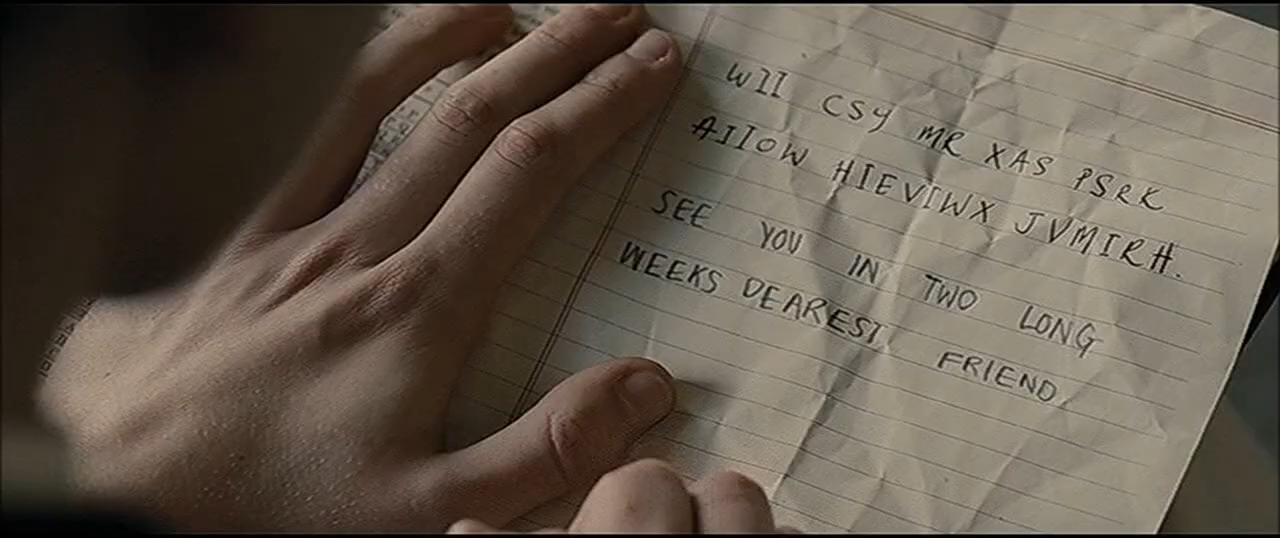 WII CSY MR XAS PSRK
AIIOW HIEVIWX JVMIRH.
SEE YOU IN TWO LONG
WEEKS DEAREST FRIEND